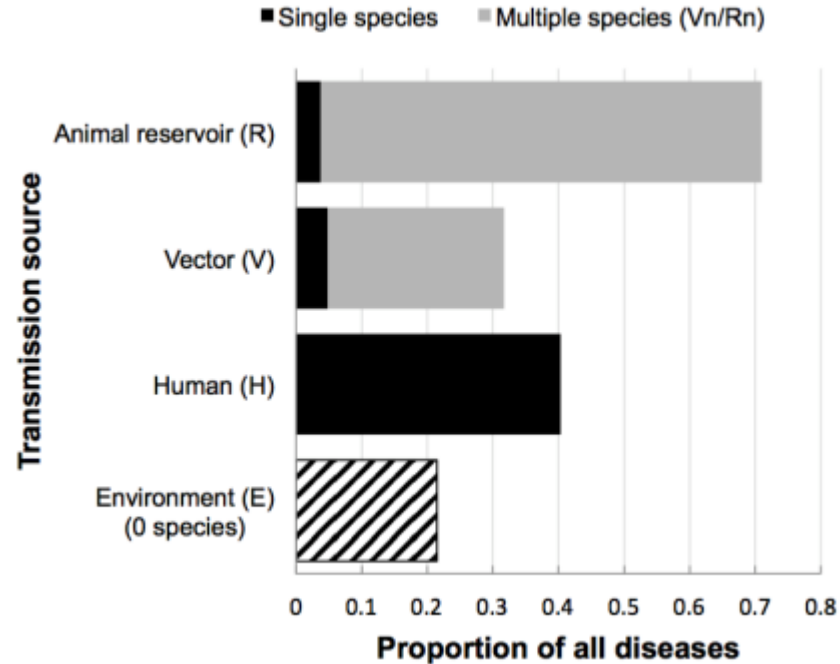 Single species Multiple species (Vn/Rn)
Animal reservoir (R)
Vector (V)
Human (H)
Environment (E)
(0 species)
Transmission source
0 0.1 0.2 0.3 0.4 0.5 0.6 0.7 0.8
Proportion of all diseases